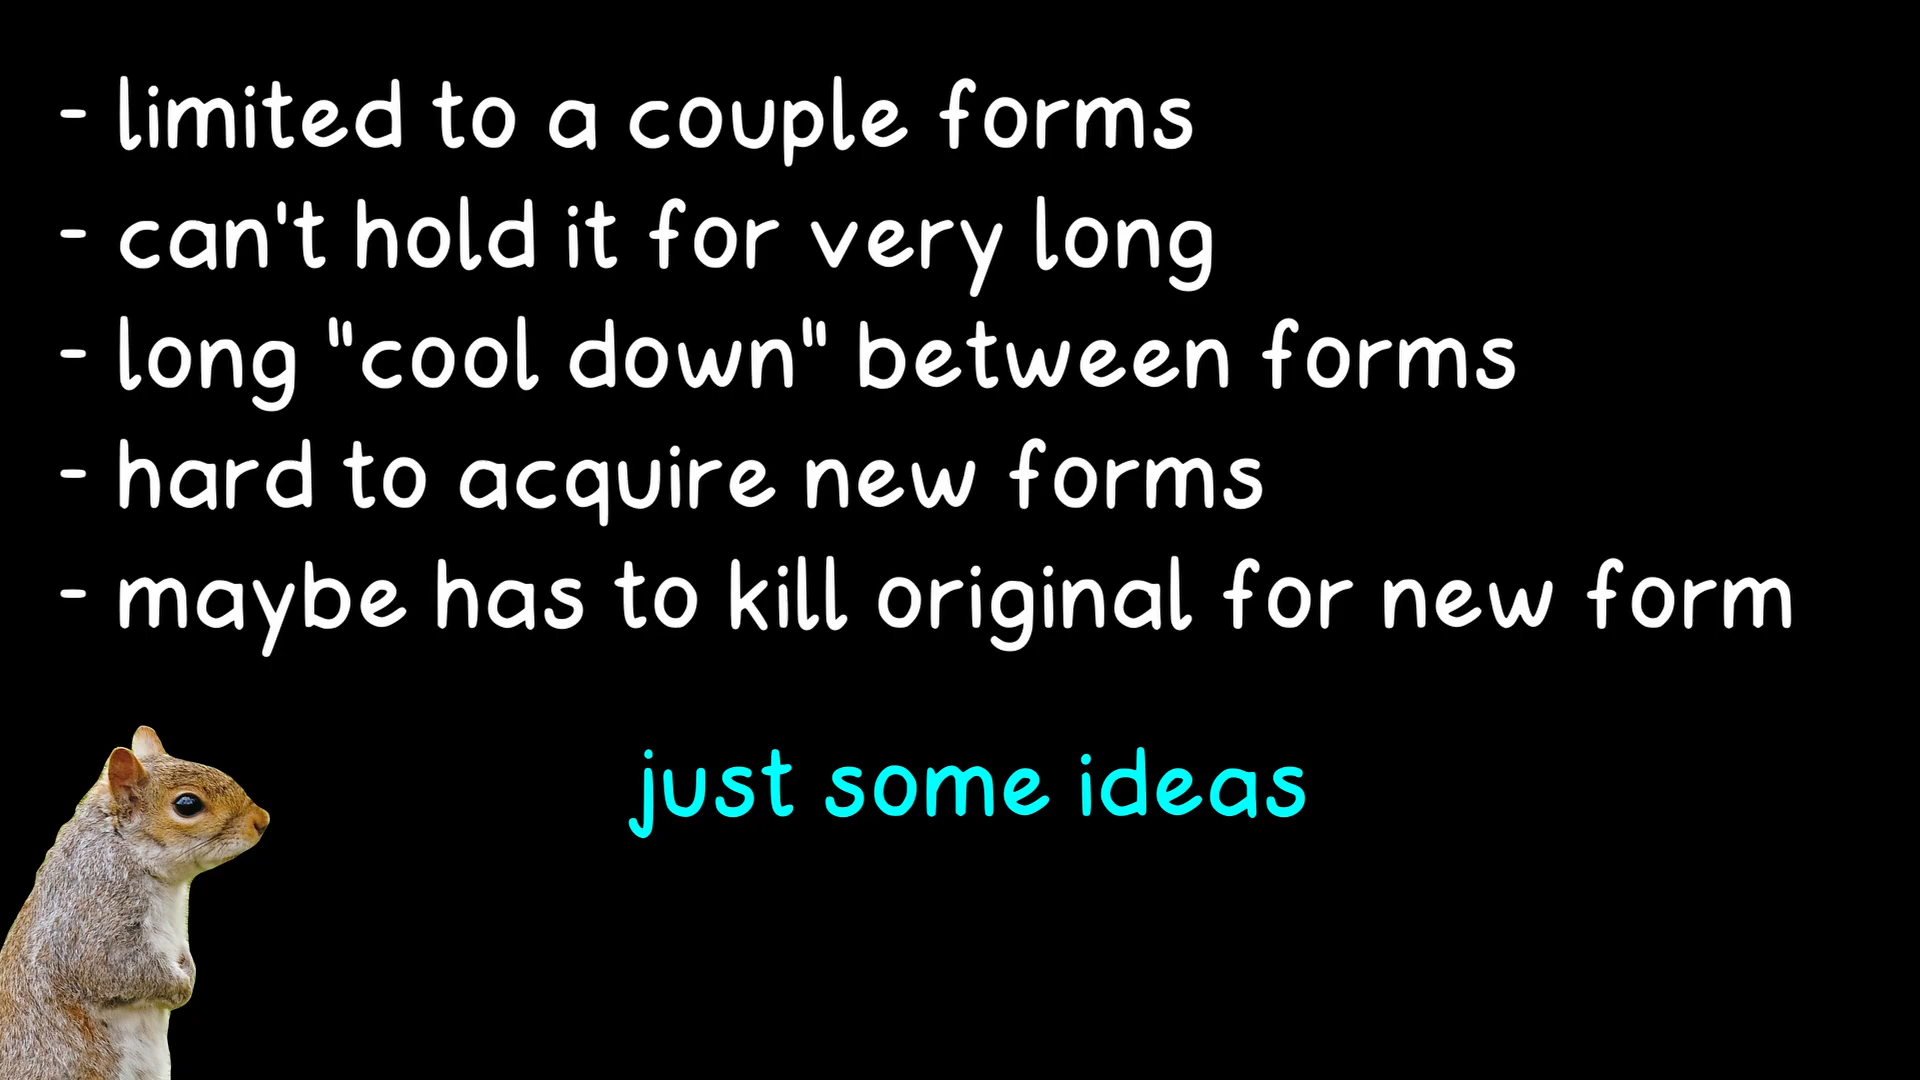 - limited to a couple forms
- can't hold it for very long
- long "cool down" between forms
- hard to acquire new forms
- maybe has to kill original for new form
just some ideas